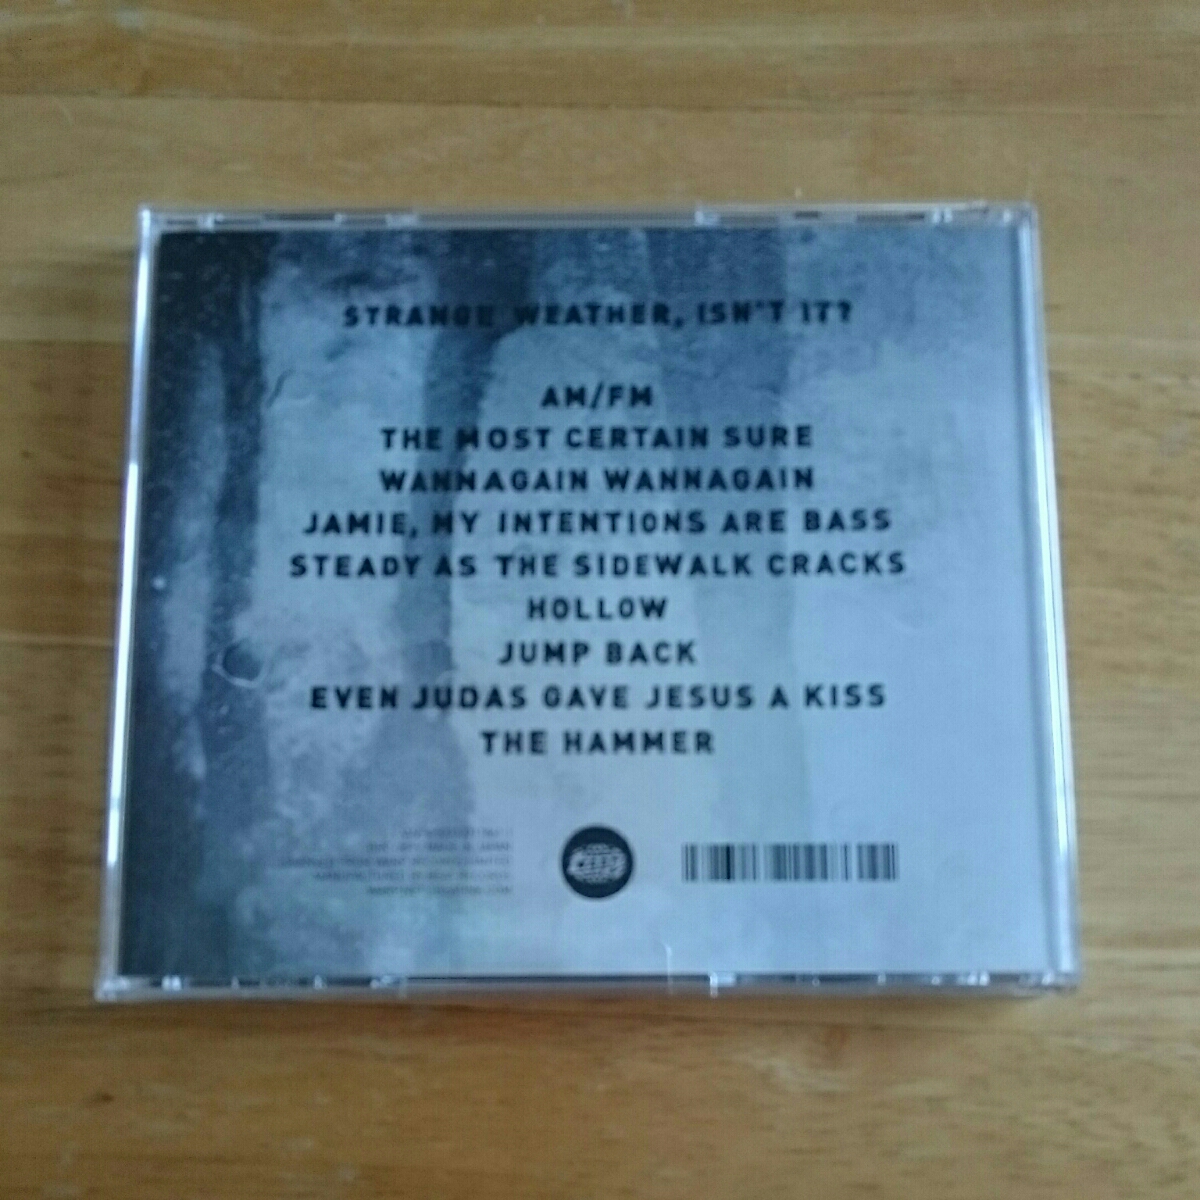 STRANGE WEATHER, ISN'T IT?
AM/FM
THE MOST CERTAIN SURE
WANNAGAIN WANNAGAIN
JAMIE, MY INTENTIONS ARE BASS
STEADY AS THE SIDEWALK CRACKS
HOLLOW
JUMP BACK
EVEN JUDAS GAVE JESUS A KISS
THE HAMMER